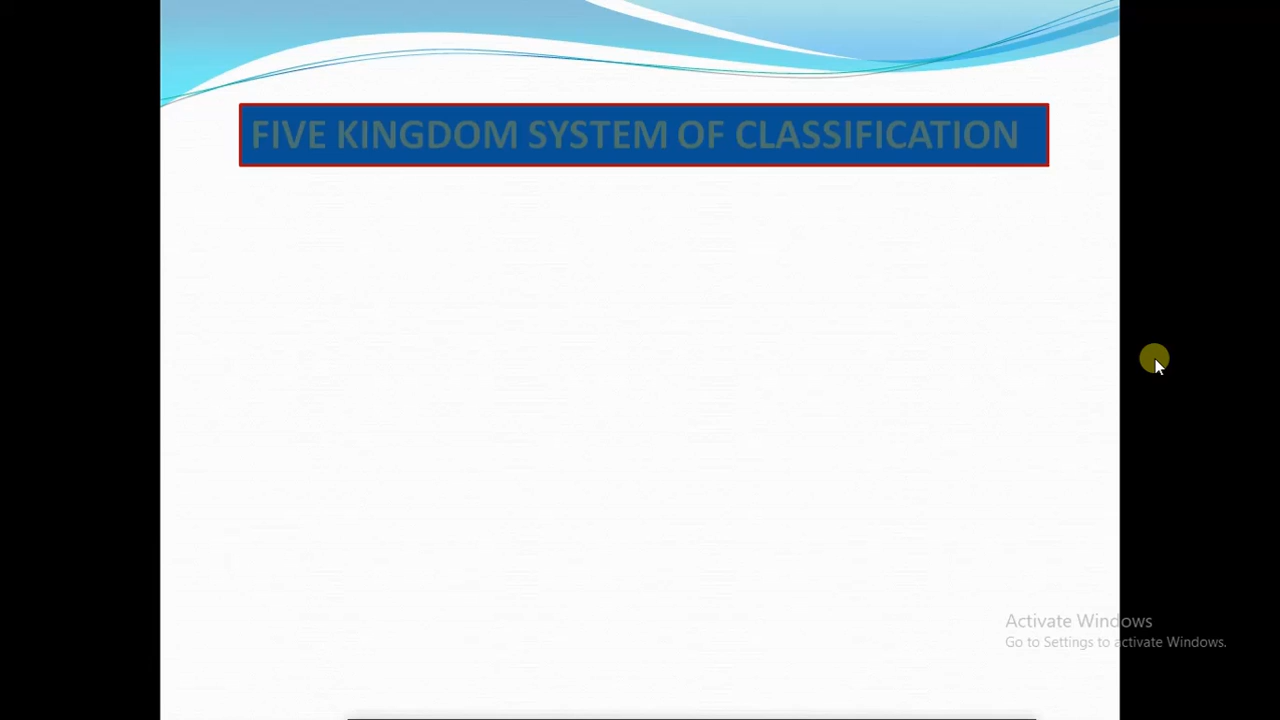 FIVE KINGDOM SYSTEM OF CLASSIFICATION
Activate Windows
Go to Settings to activate Windows.